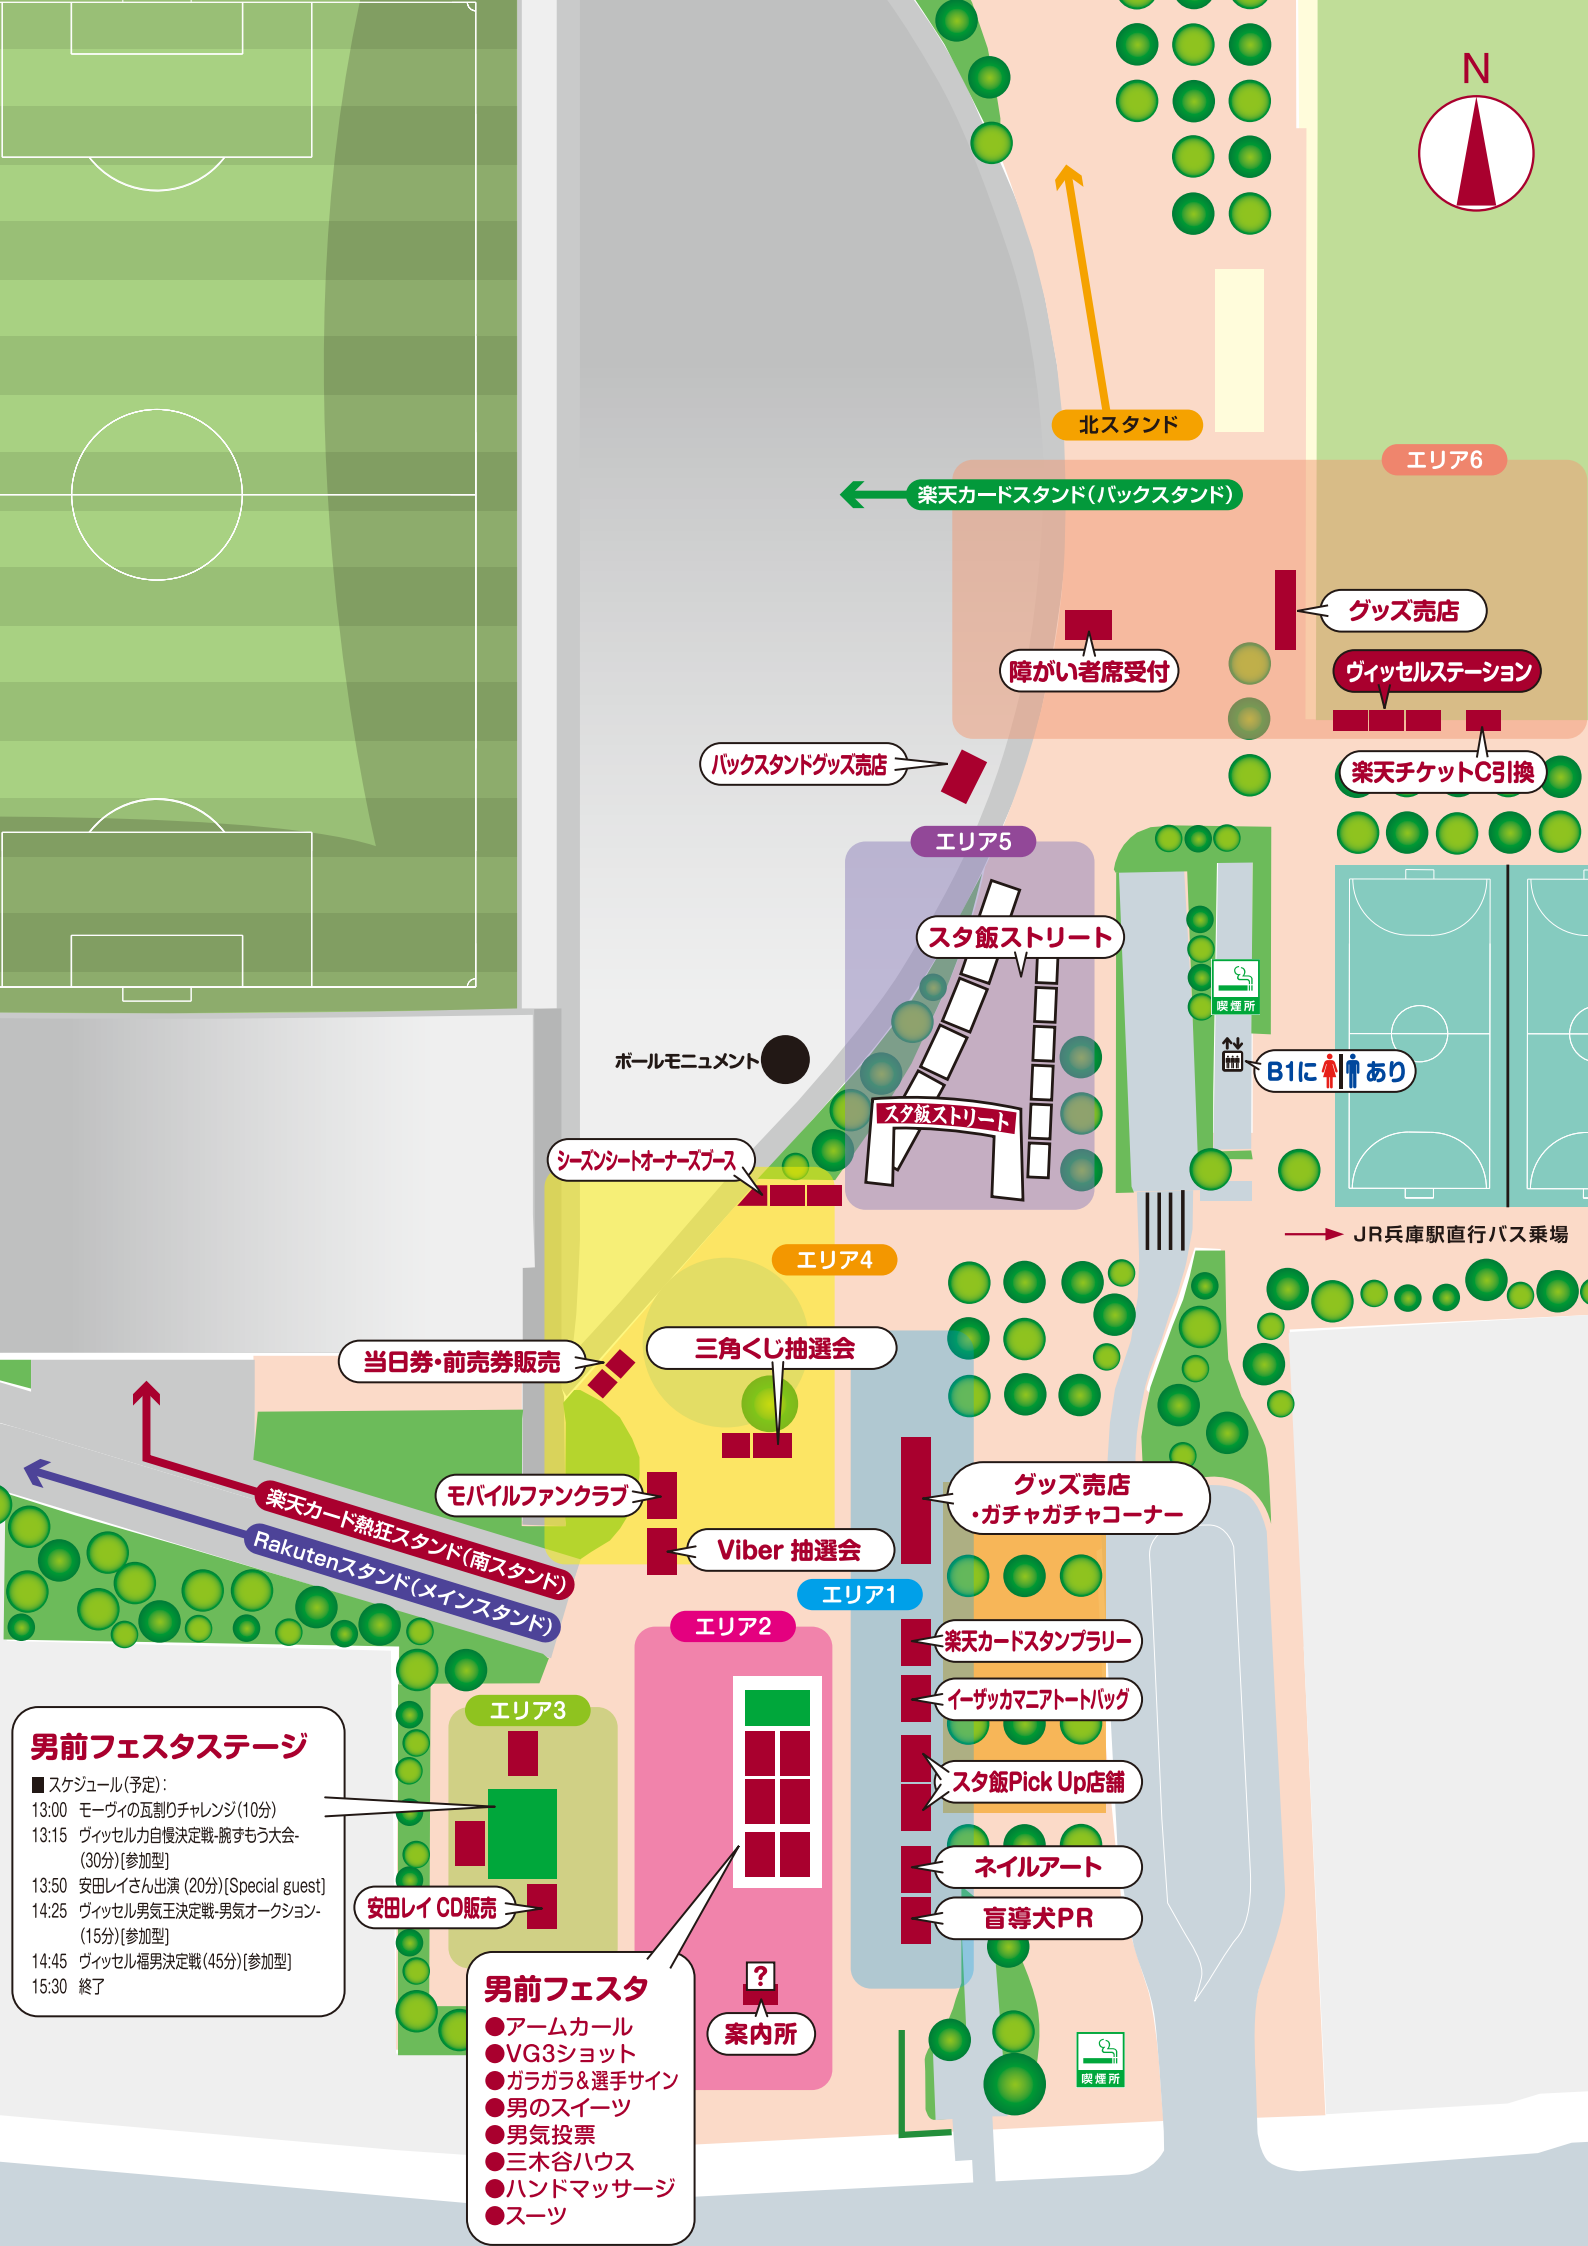 N
北スタンド
エリア6
楽天カードスタンド(バックスタンド)
グッズ売店
障がい者席受付
ヴィッセルステーション
バックスタンドグッズ売店
楽天チケットC引換
エリア5
スタ飯ストリート
喫煙所
ボールモニュメント
B1に
あり
スタ飯ストリート
シーズンシートオーナーズブース
JR兵庫駅直行バス乗場
エリア4
三角くじ抽選会
当日券・前売券販売
モバイルファンクラブ
グッズ売店
・ガチャガチャコーナー
楽天カード熱狂スタンド(南スタンド)
Rakutenスタンド(メインスタンド)
Viber 抽選会
エリア1
エリア2
楽天カードスタンプラリー
イーザッカマニアトートバッグ
エリア3
男前フェスタステージ
■スケジュール(予定):
13:00 モーヴィの瓦割りチャレンジ(10分)
13:15 ヴィッセル力自慢決定戦-腕ずもう大会-
(30分)[参加型]
13:50 安田レイさん出演 (20分)[Special guest]
14:25 ヴィッセル男気王決定戦-男気オークション-
(15分)[参加型]
14:45 ヴィッセル福男決定戦(45分)[参加型]
15:30 終了
スタ飯Pick Up店舗
ネイルアート
安田レイ CD販売
盲導犬PR
男前フェスタ
●アームカール
●VG3ショット
●ガラガラ&選手サイン
●男のスイーツ
●男気投票
●三木谷ハウス
●ハンドマッサージ
●スーツ
?
案内所
喫煙所